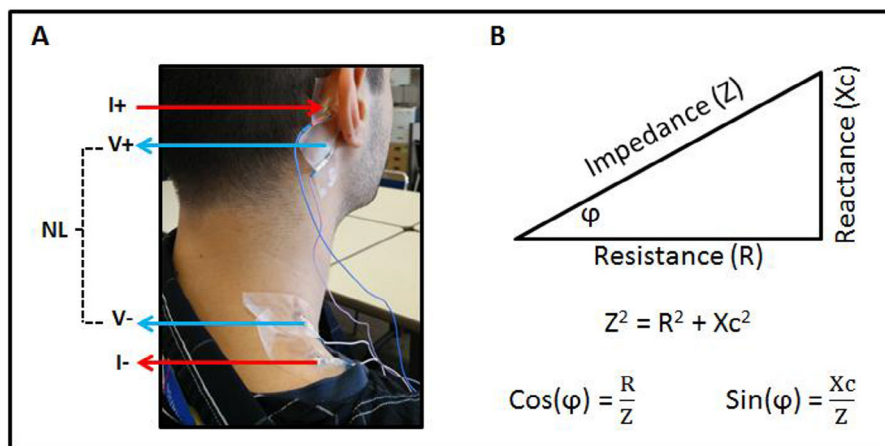 A
I+
V+
NL
V-
I-
B
Impedance (Z)
Reactance (Xc)
φ
Resistance (R)
Z² = R² + Xc²
Cos(φ) = R/Z
Sin(φ) = Xc/Z